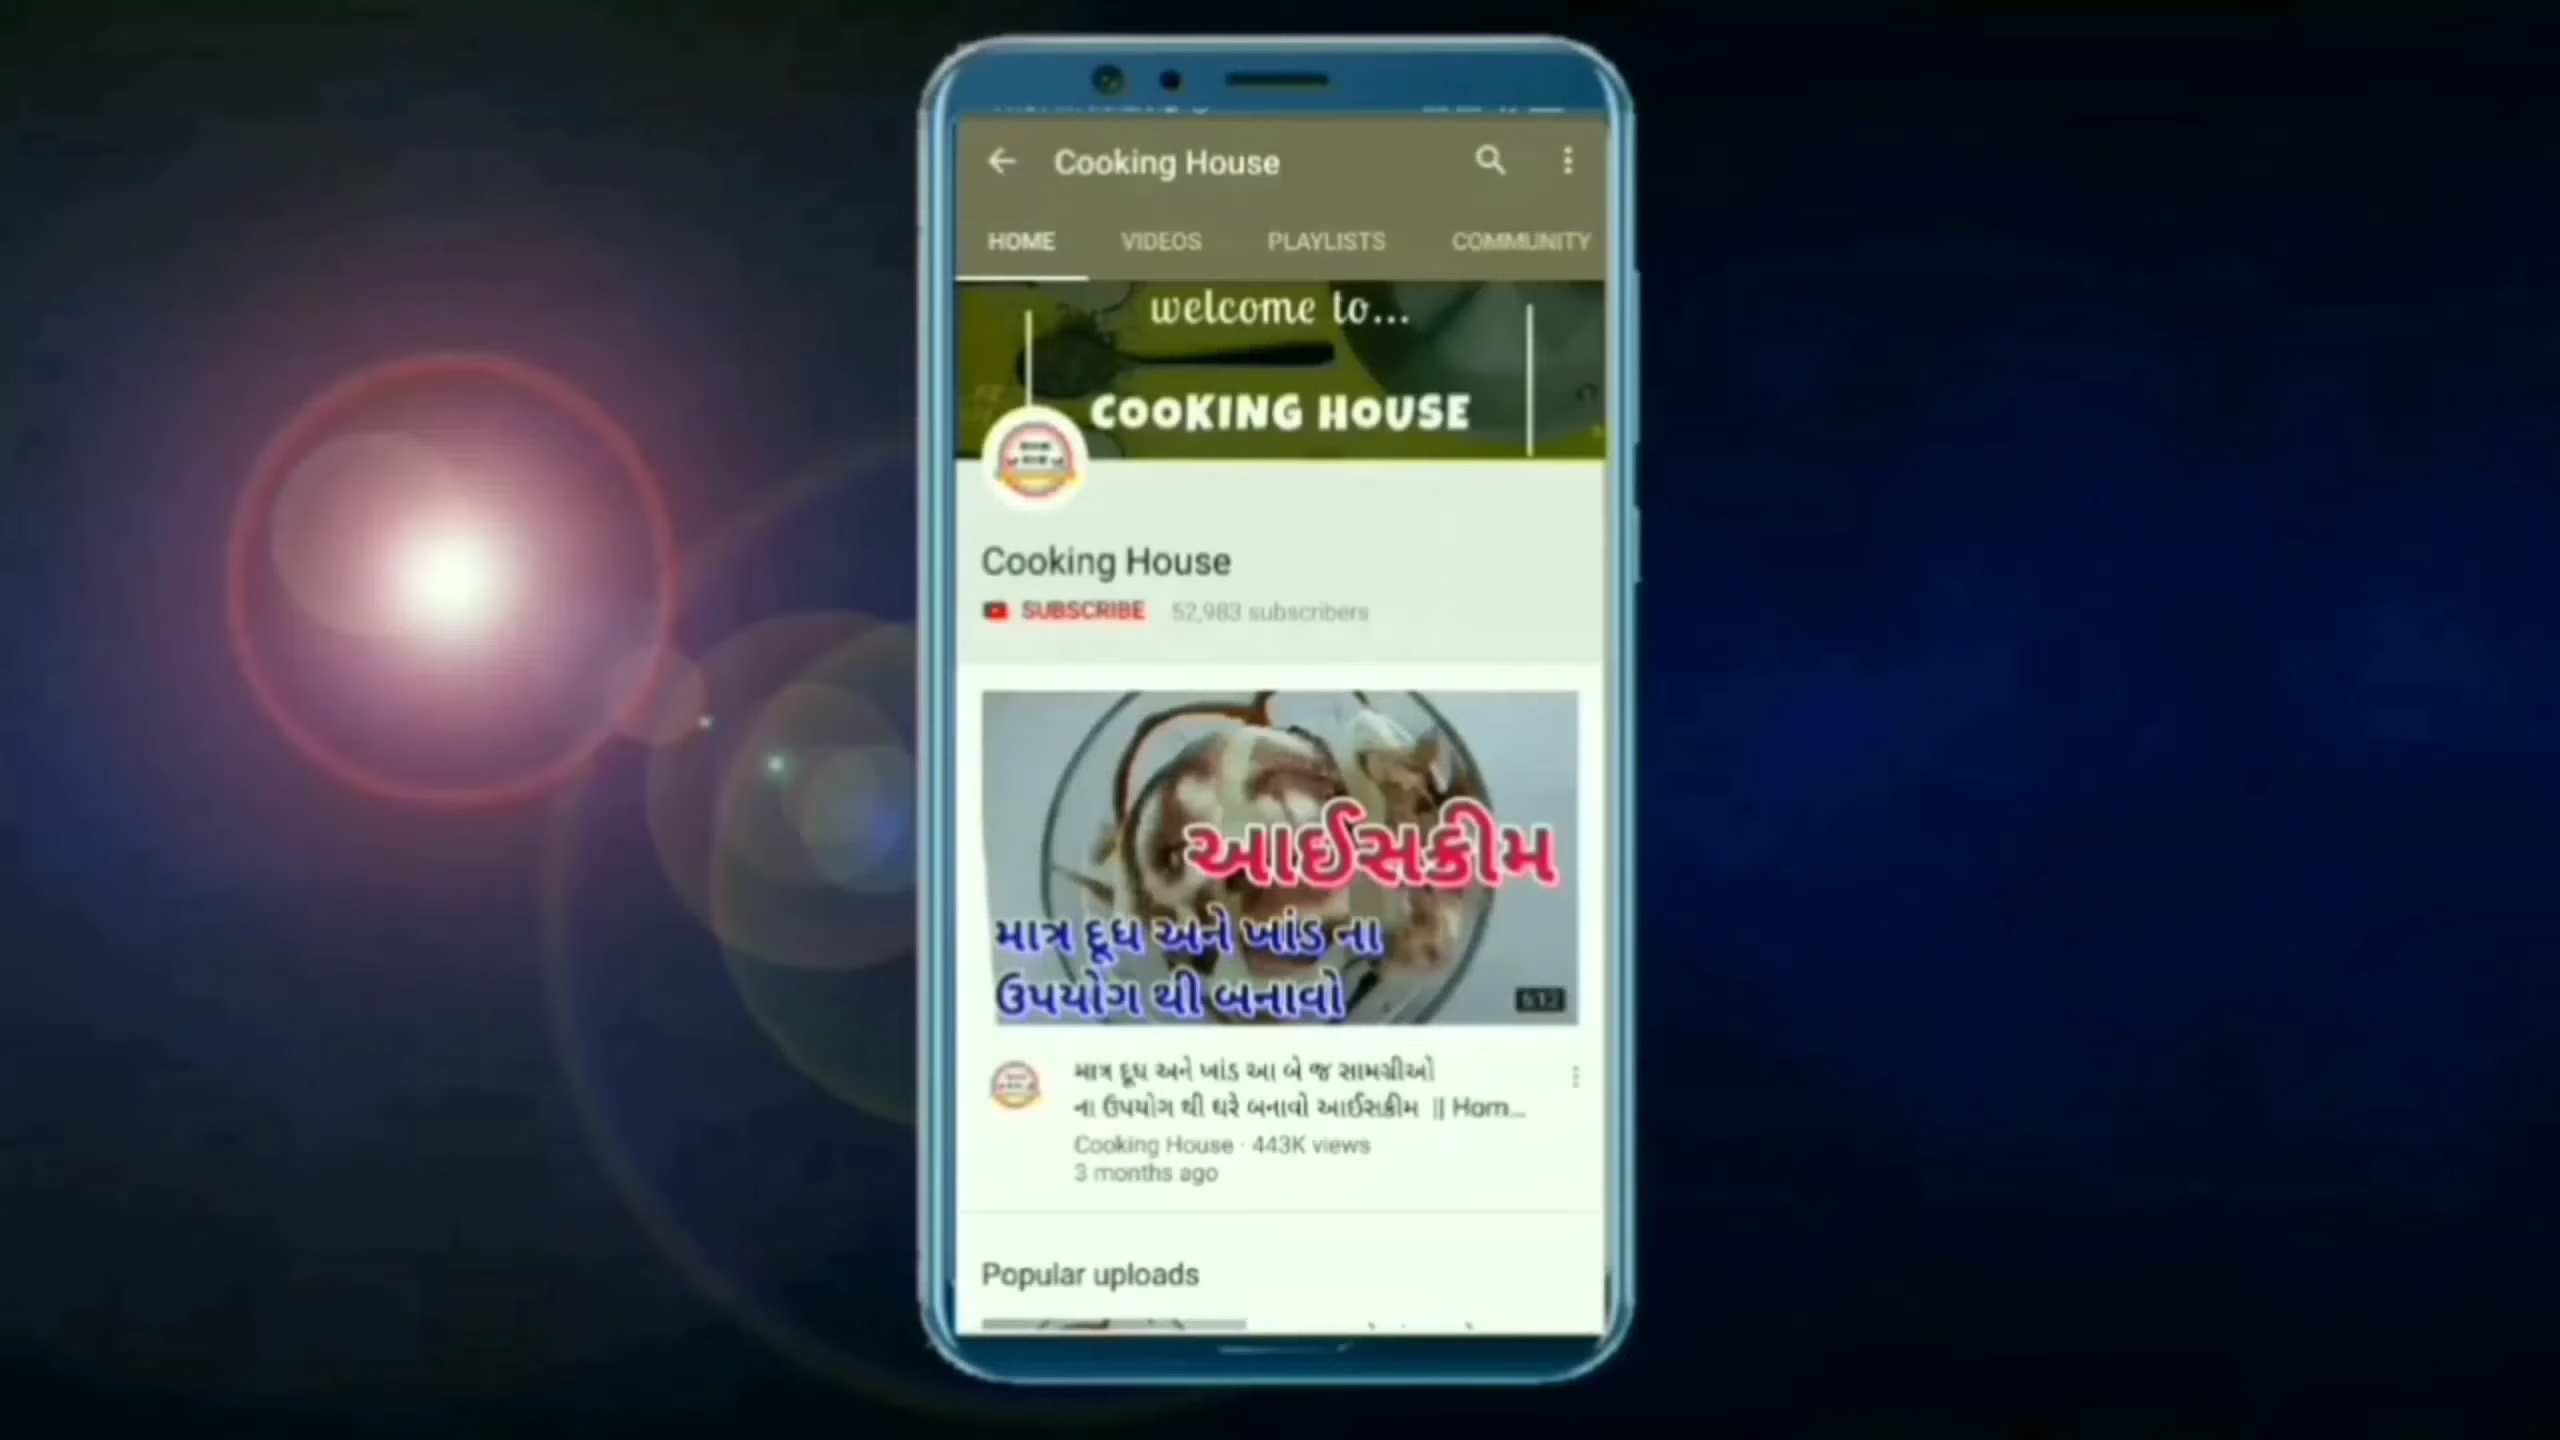 Cooking House
HOME VIDEOS PLAYLISTS COMMUNITY
welcome to...
COOKING HOUSE
Cooking House
SUBSCRIBE 52,983 subscribers
આઈસક્રીમ
માત્ર દૂધ અને ખાંડ ના
ઉપયોગ થી બનાવો
માત્ર દૂધ અને ખાંડ આ બે જ સામગ્રીઓ
ના ઉપયોગ થી ઘરે બનાવો આઈસક્રીમ || Hom...
Cooking House · 443K views
3 months ago
Popular uploads